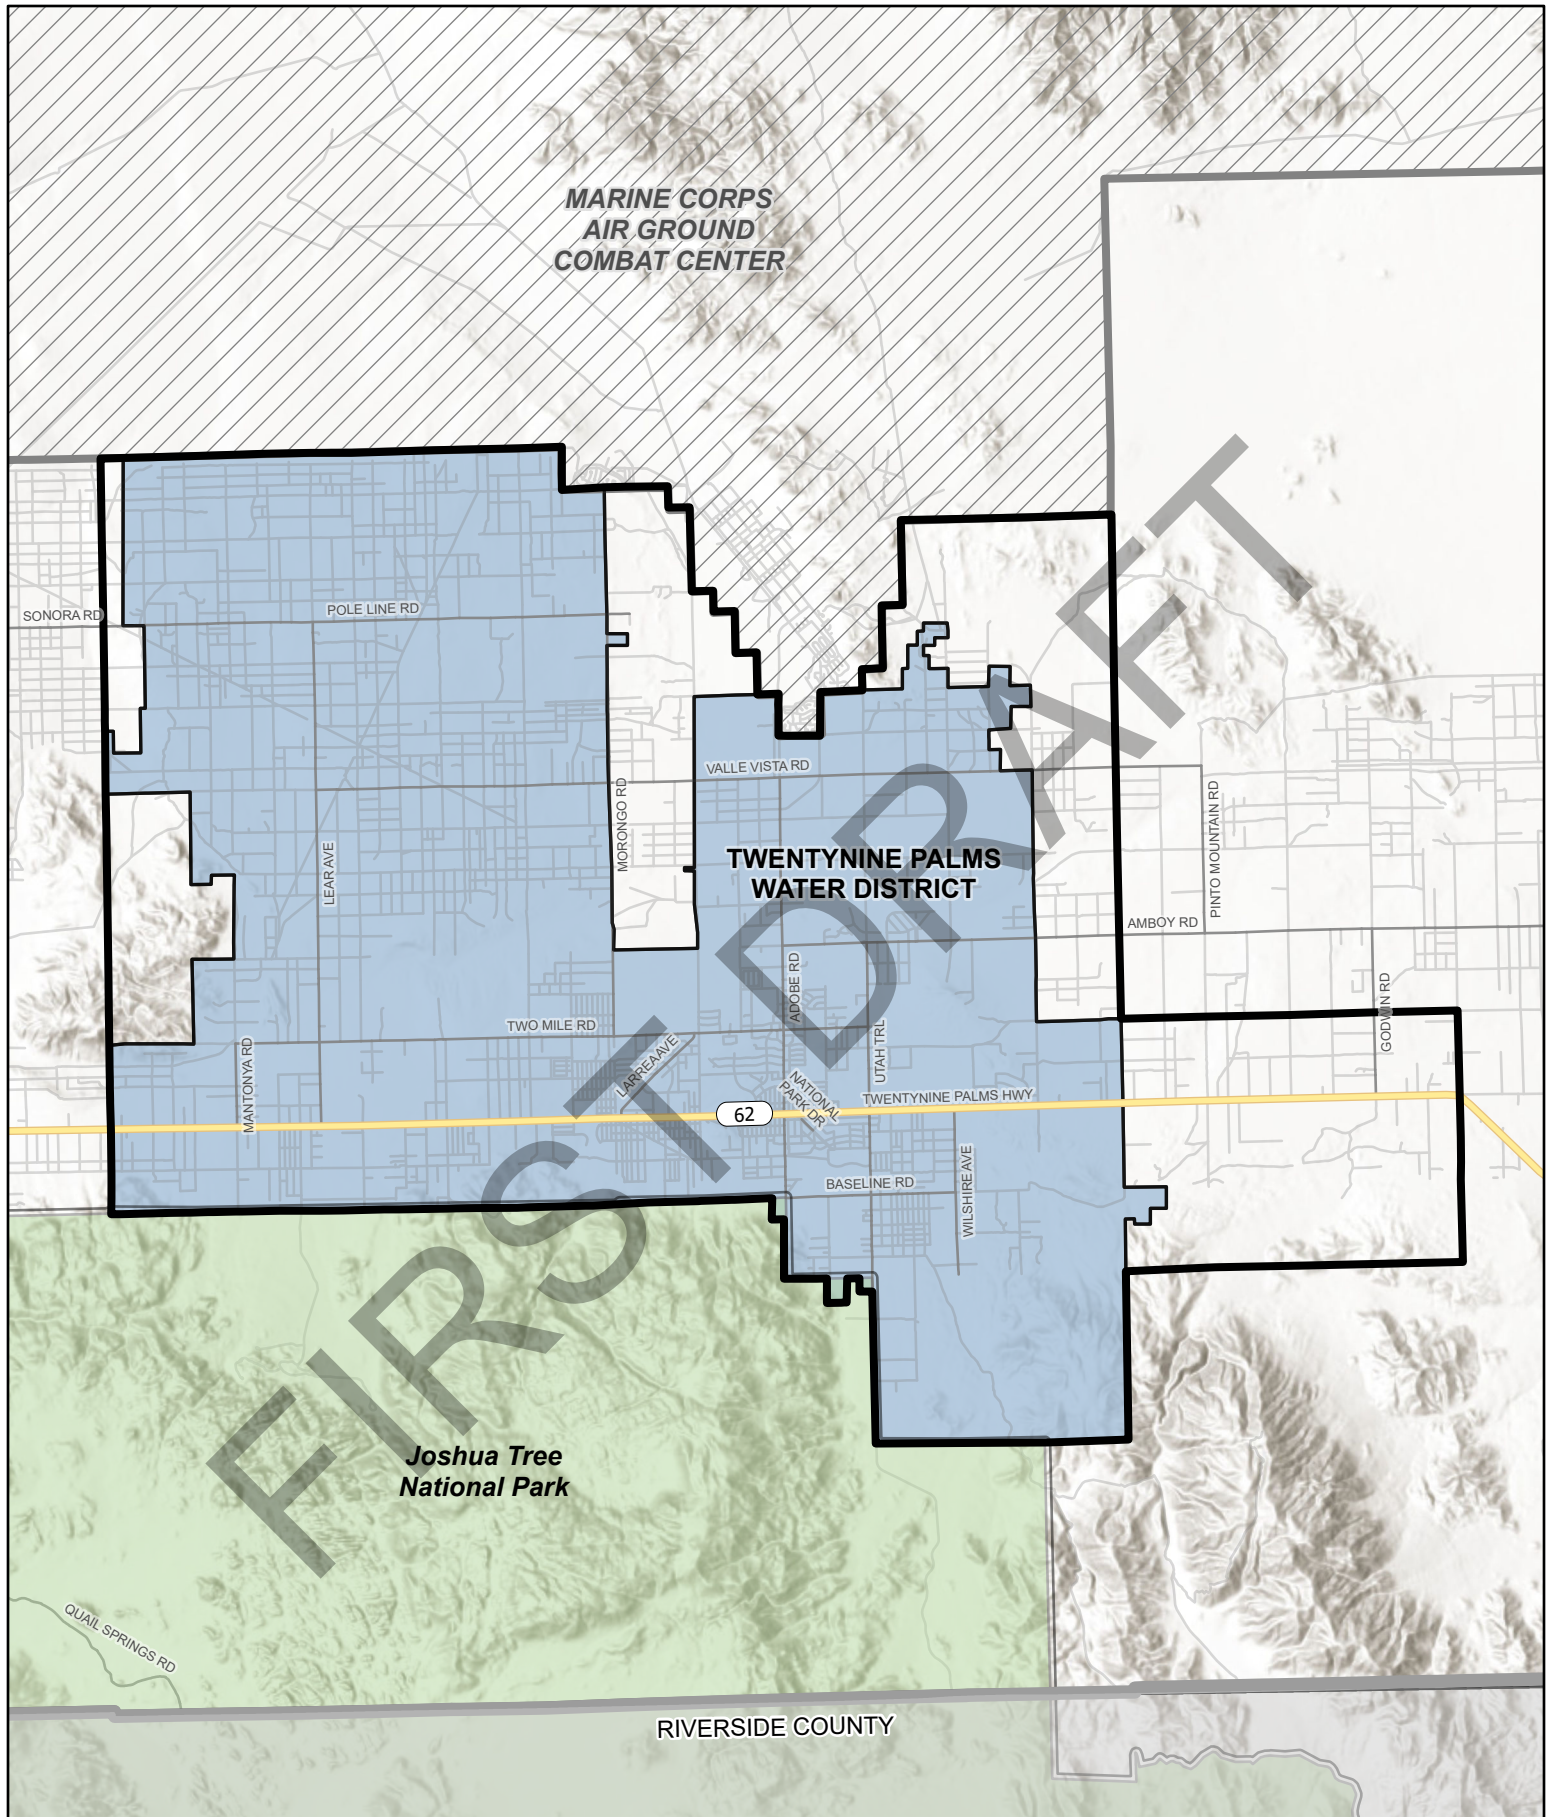 MARINE CORPS
AIR GROUND
COMBAT CENTER
SONORA RD
POLE LINE RD
VALLE VISTA RD
MORONGO RD
PINTO MOUNTAIN RD
LEAR AVE
TWENTYNINE PALMS
WATER DISTRICT
AMBOY RD
ADOBE RD
GODWIN RD
TWO MILE RD
UTAH TRL
MANTONYA RD
LARREA AVE
NATIONAL
PARK DR
TWENTYNINE PALMS HWY
62
BASELINE RD
WILSHIRE AVE
FIRST DRAFT
Joshua Tree
National Park
QUAIL SPRINGS RD
RIVERSIDE COUNTY